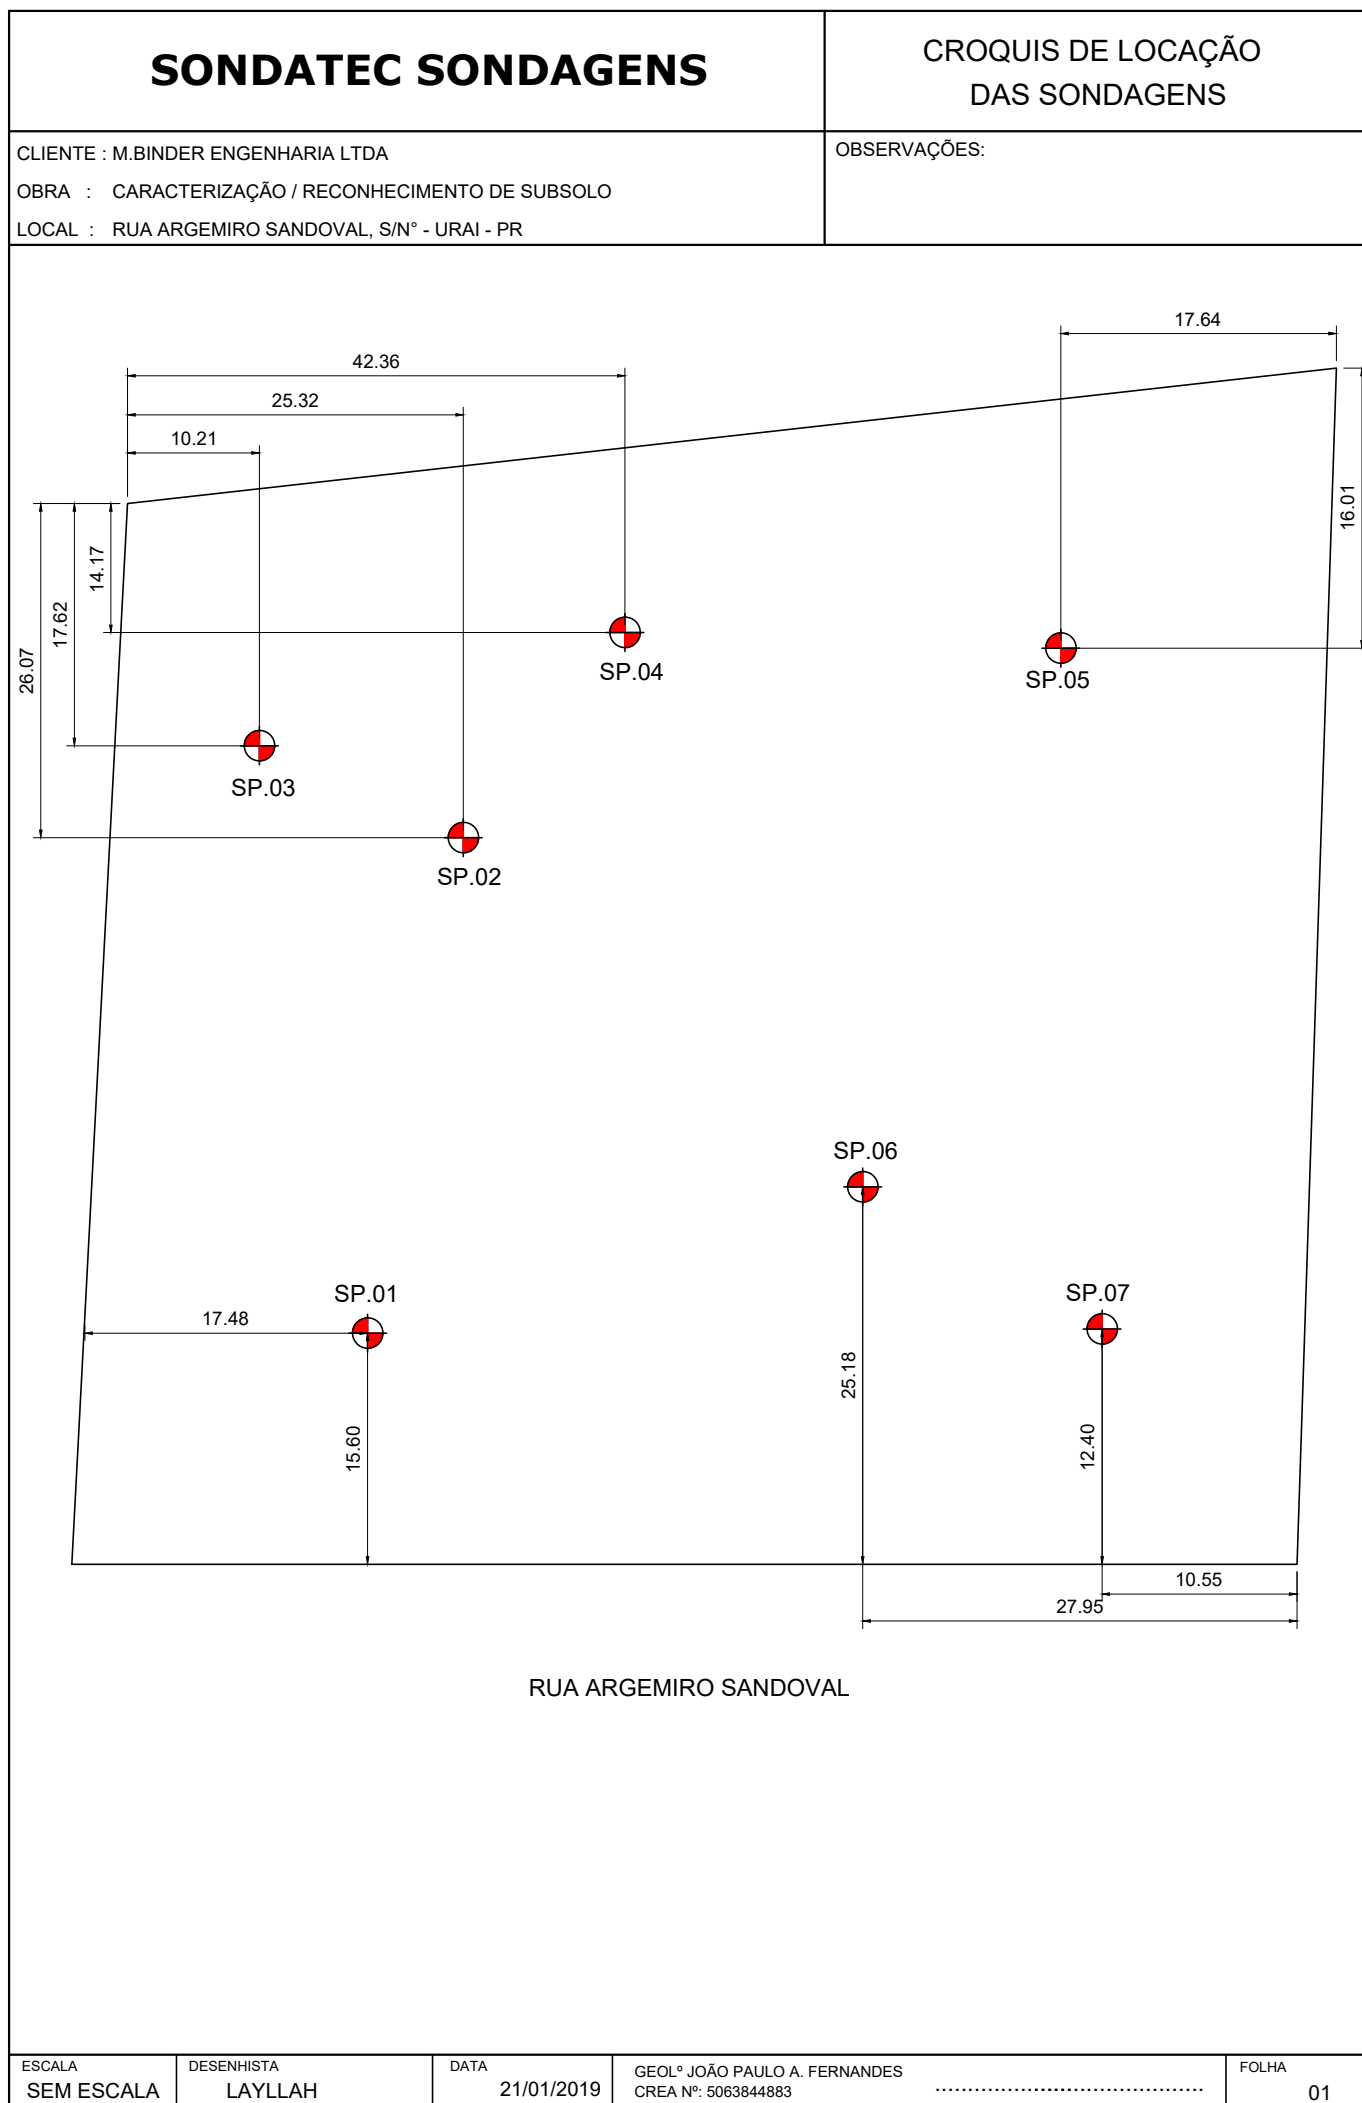 SONDATEC SONDAGENS
CROQUIS DE LOCAÇÃO
DAS SONDAGENS
CLIENTE : M.BINDER ENGENHARIA LTDA
OBRA : CARACTERIZAÇÃO / RECONHECIMENTO DE SUBSOLO
LOCAL : RUA ARGEMIRO SANDOVAL, S/N° - URAI - PR
OBSERVAÇÕES:
17.64
42.36
25.32
10.21
16.01
14.17
17.62
26.07
SP.04
SP.05
SP.03
SP.02
SP.06
SP.01
SP.07
17.48
25.18
15.60
12.40
10.55
27.95
RUA ARGEMIRO SANDOVAL
ESCALA
SEM ESCALA
DESENHISTA
LAYLLAH
DATA
21/01/2019
GEOLº JOÃO PAULO A. FERNANDES
CREA Nº: 5063844883
FOLHA
01